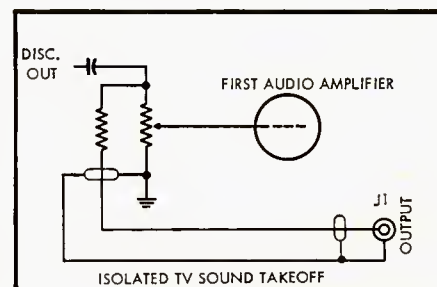 DISC.
OUT
FIRST AUDIO AMPLIFIER
J1
OUTPUT
ISOLATED TV SOUND TAKEOFF